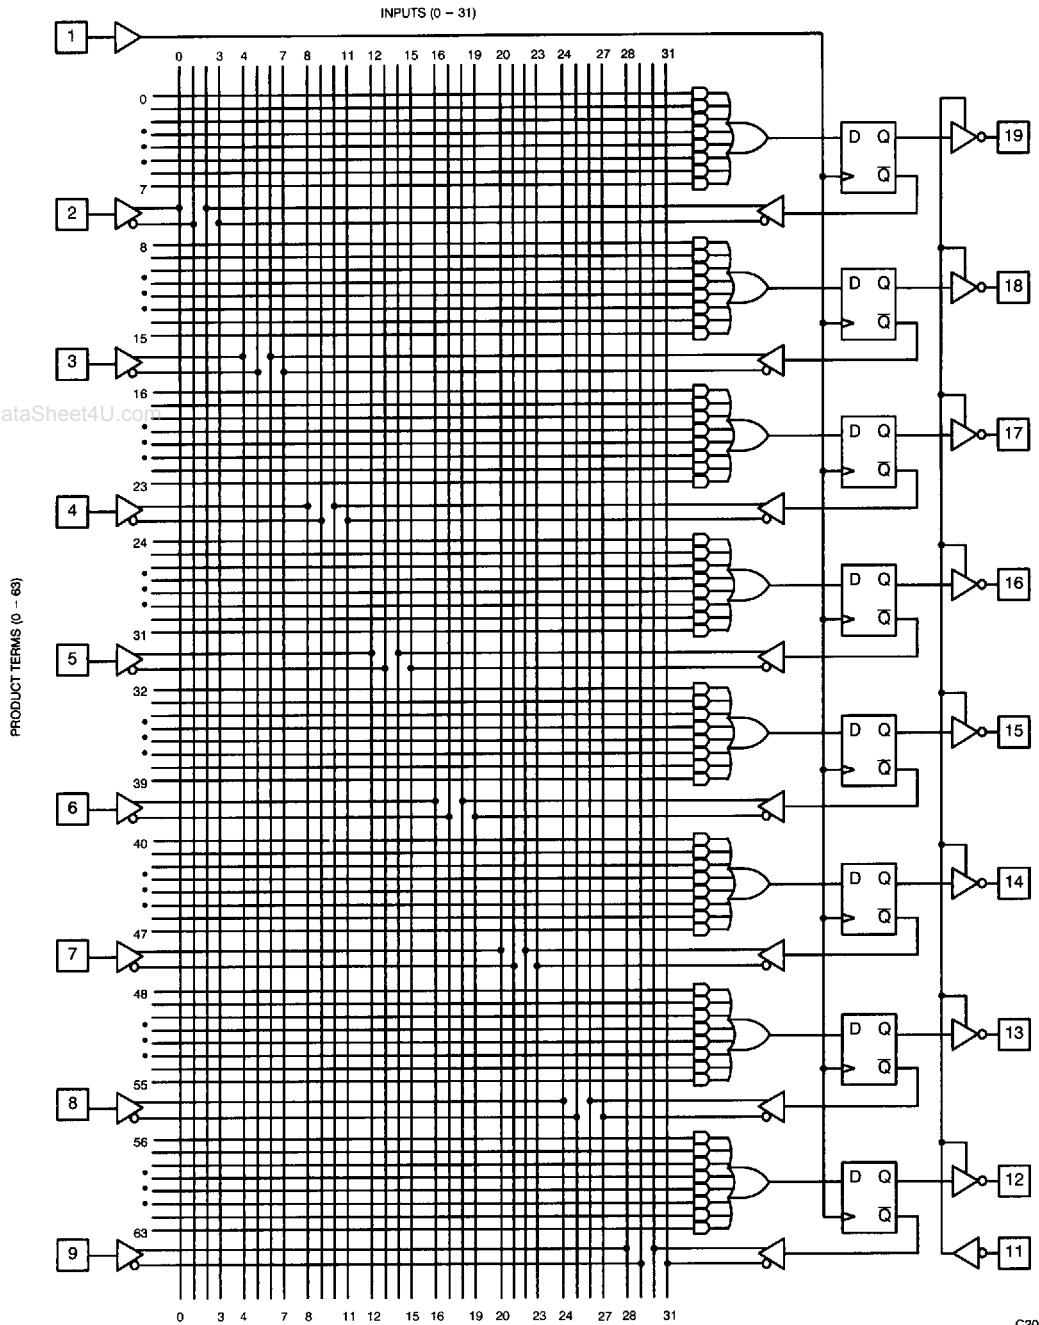 INPUTS (0 – 31)
1
0 3 4 7 8 11 12 15 16 19 20 23 24 27 28 31
0
D Q
19
Q̅
7
2
8
D Q
18
Q̅
15
3
16
ataSheet4U.com
D Q
17
Q̅
23
4
24
D Q
16
Q̅
31
5
PRODUCT TERMS (0 – 63)
32
D Q
15
Q̅
39
6
40
D Q
14
Q̅
47
7
48
D Q
13
Q̅
55
8
56
D Q
12
Q̅
63
9
11
0 3 4 7 8 11 12 15 16 19 20 23 24 27 28 31